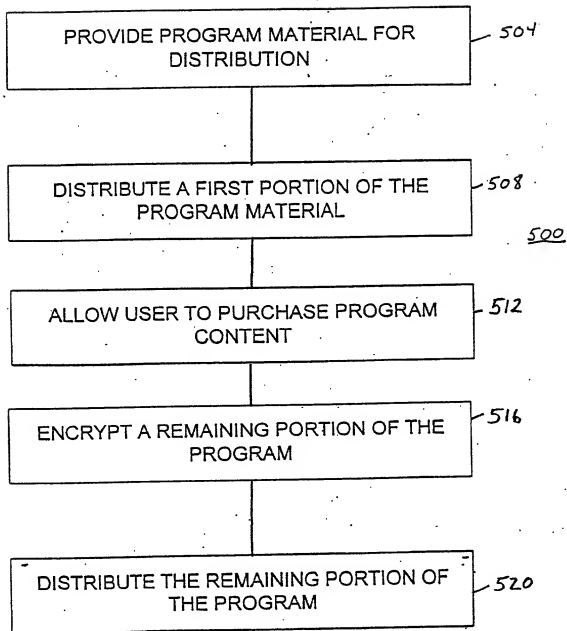 PROVIDE PROGRAM MATERIAL FOR
DISTRIBUTION
504
DISTRIBUTE A FIRST PORTION OF THE
PROGRAM MATERIAL
508
500
ALLOW USER TO PURCHASE PROGRAM
CONTENT
512
ENCRYPT A REMAINING PORTION OF THE
PROGRAM
516
DISTRIBUTE THE REMAINING PORTION OF
THE PROGRAM
520